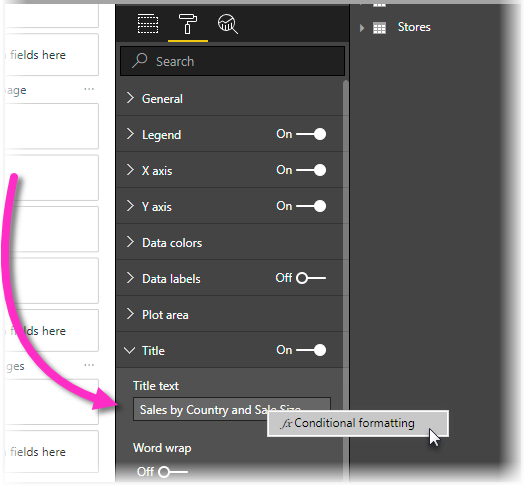 Stores
Search
fields here
age
General
Legend
On
X axis
On
Y axis
On
Data colors
Data labels
Off
Plot area
fields here
Title
On
ges
Title text
Sales by Country and Sale Size
fx Conditional formatting
Word wrap
Off
fields here